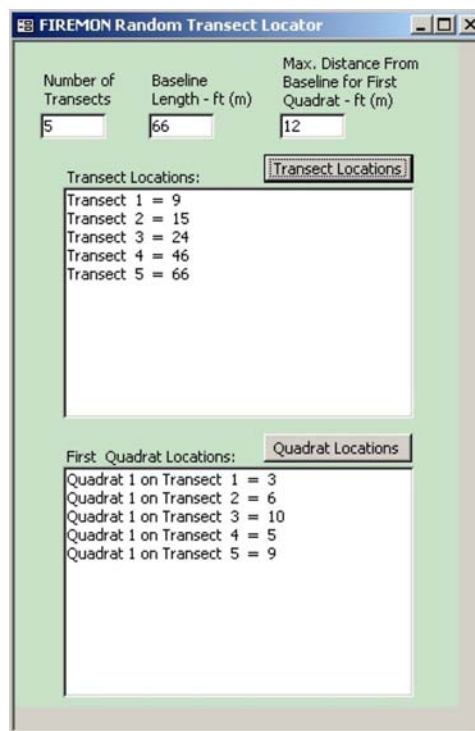 FIREMON Random Transect Locator
Number of
Transects
5
Baseline
Length - ft (m)
66
Max. Distance From
Baseline for First
Quadrat - ft (m)
12
Transect Locations:
Transect Locations
Transect 1 = 9
Transect 2 = 15
Transect 3 = 24
Transect 4 = 46
Transect 5 = 66
First Quadrat Locations:
Quadrat Locations
Quadrat 1 on Transect 1 = 3
Quadrat 1 on Transect 2 = 6
Quadrat 1 on Transect 3 = 10
Quadrat 1 on Transect 4 = 5
Quadrat 1 on Transect 5 = 9